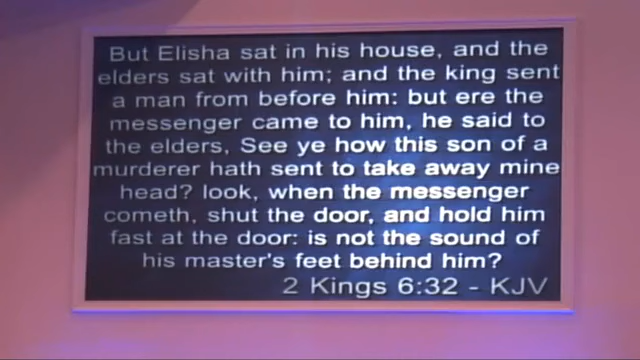 But Elisha sat in his house, and the
elders sat with him; and the king sent
a man from before him: but ere the
messenger came to him, he said to
the elders, See ye how this son of a
murderer hath sent to take away mine
head? look, when the messenger
cometh, shut the door, and hold him
fast at the door: is not the sound of
his master's feet behind him?
2 Kings 6:32 - KJV